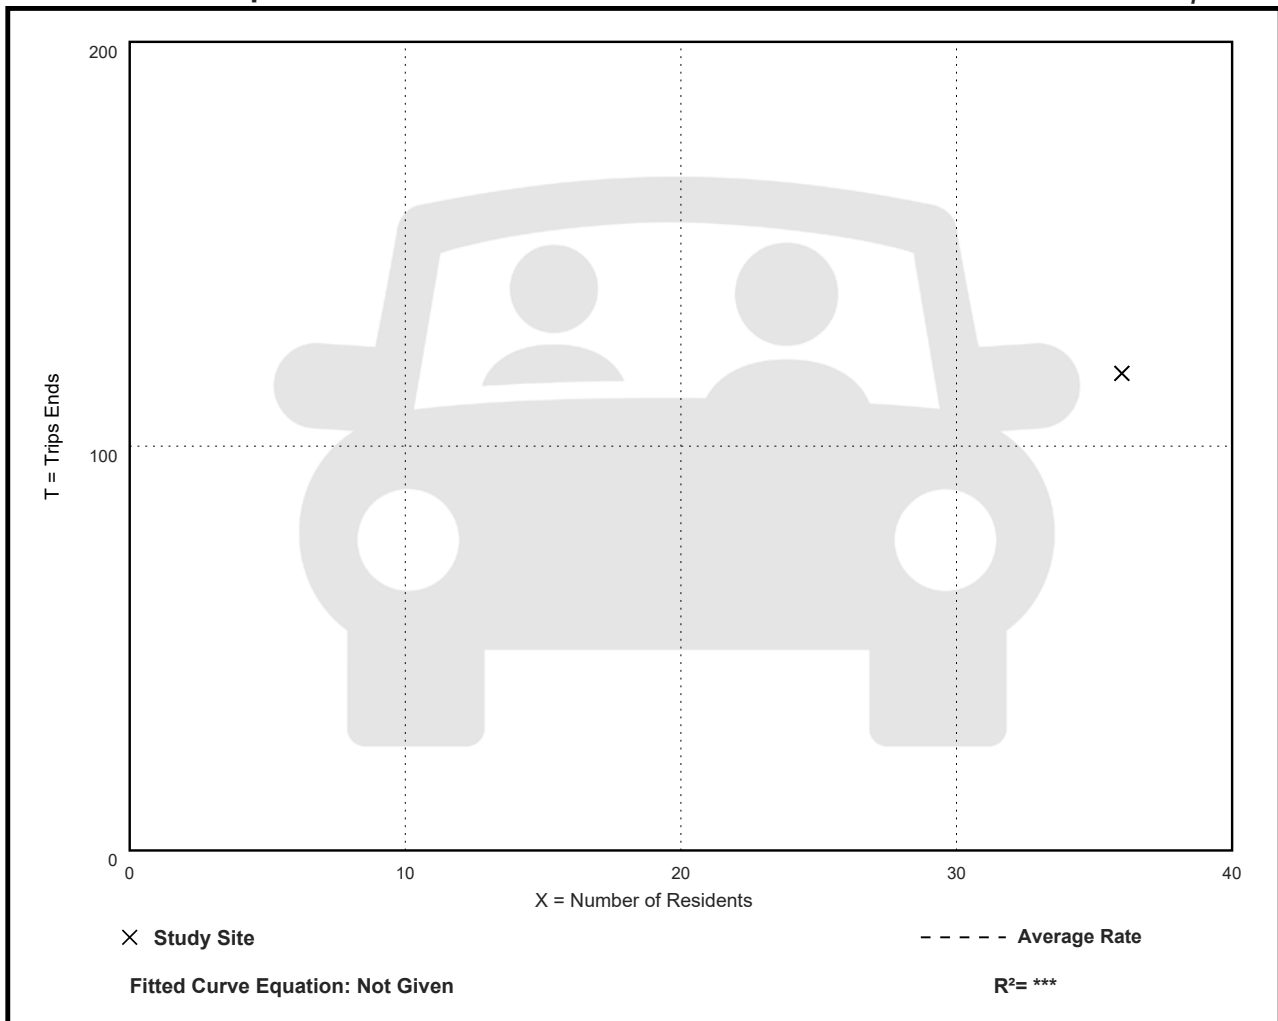 200
100
0
T = Trips Ends
0 10 20 30 40
X = Number of Residents
Study Site
Average Rate
Fitted Curve Equation: Not Given
R²= ***